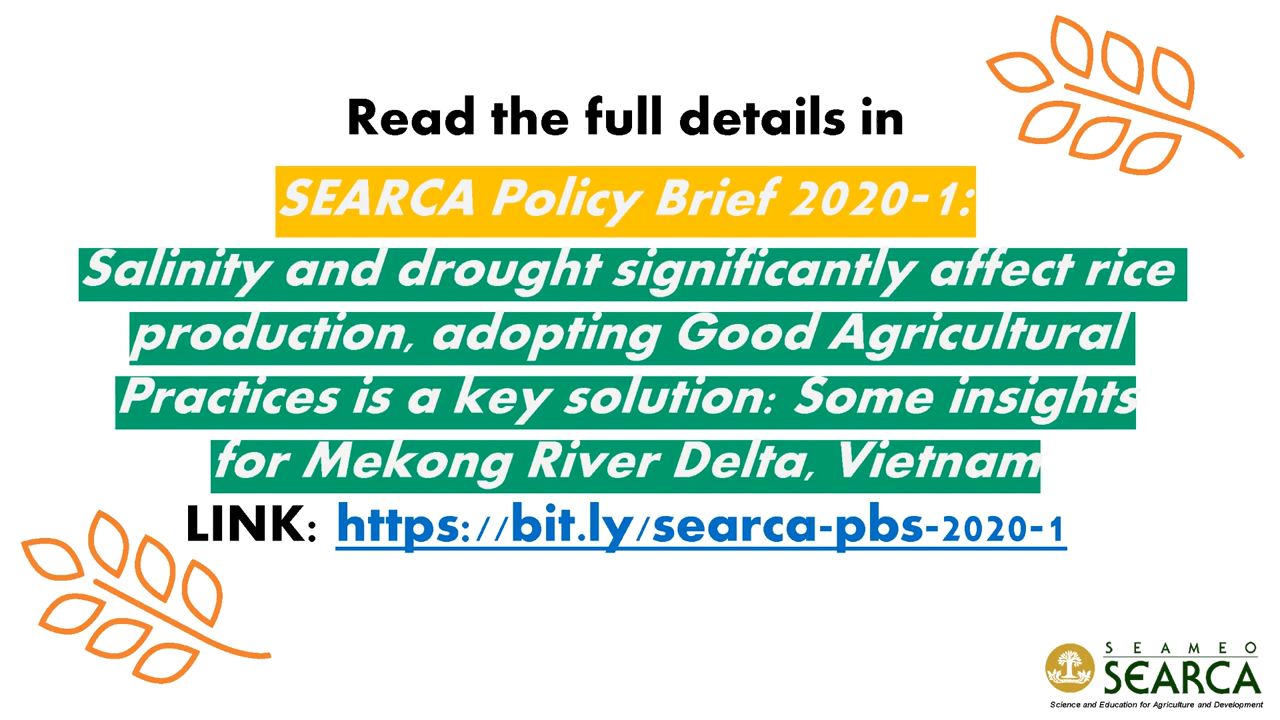 Read the full details in
SEARCA Policy Brief 2020-1:
Salinity and drought significantly affect rice
production, adopting Good Agricultural
Practices is a key solution: Some insights
for Mekong River Delta, Vietnam
LINK: https://bit.ly/searca-pbs-2020-1
SEAMEO
SEARCA
Science and Education for Agriculture and Development